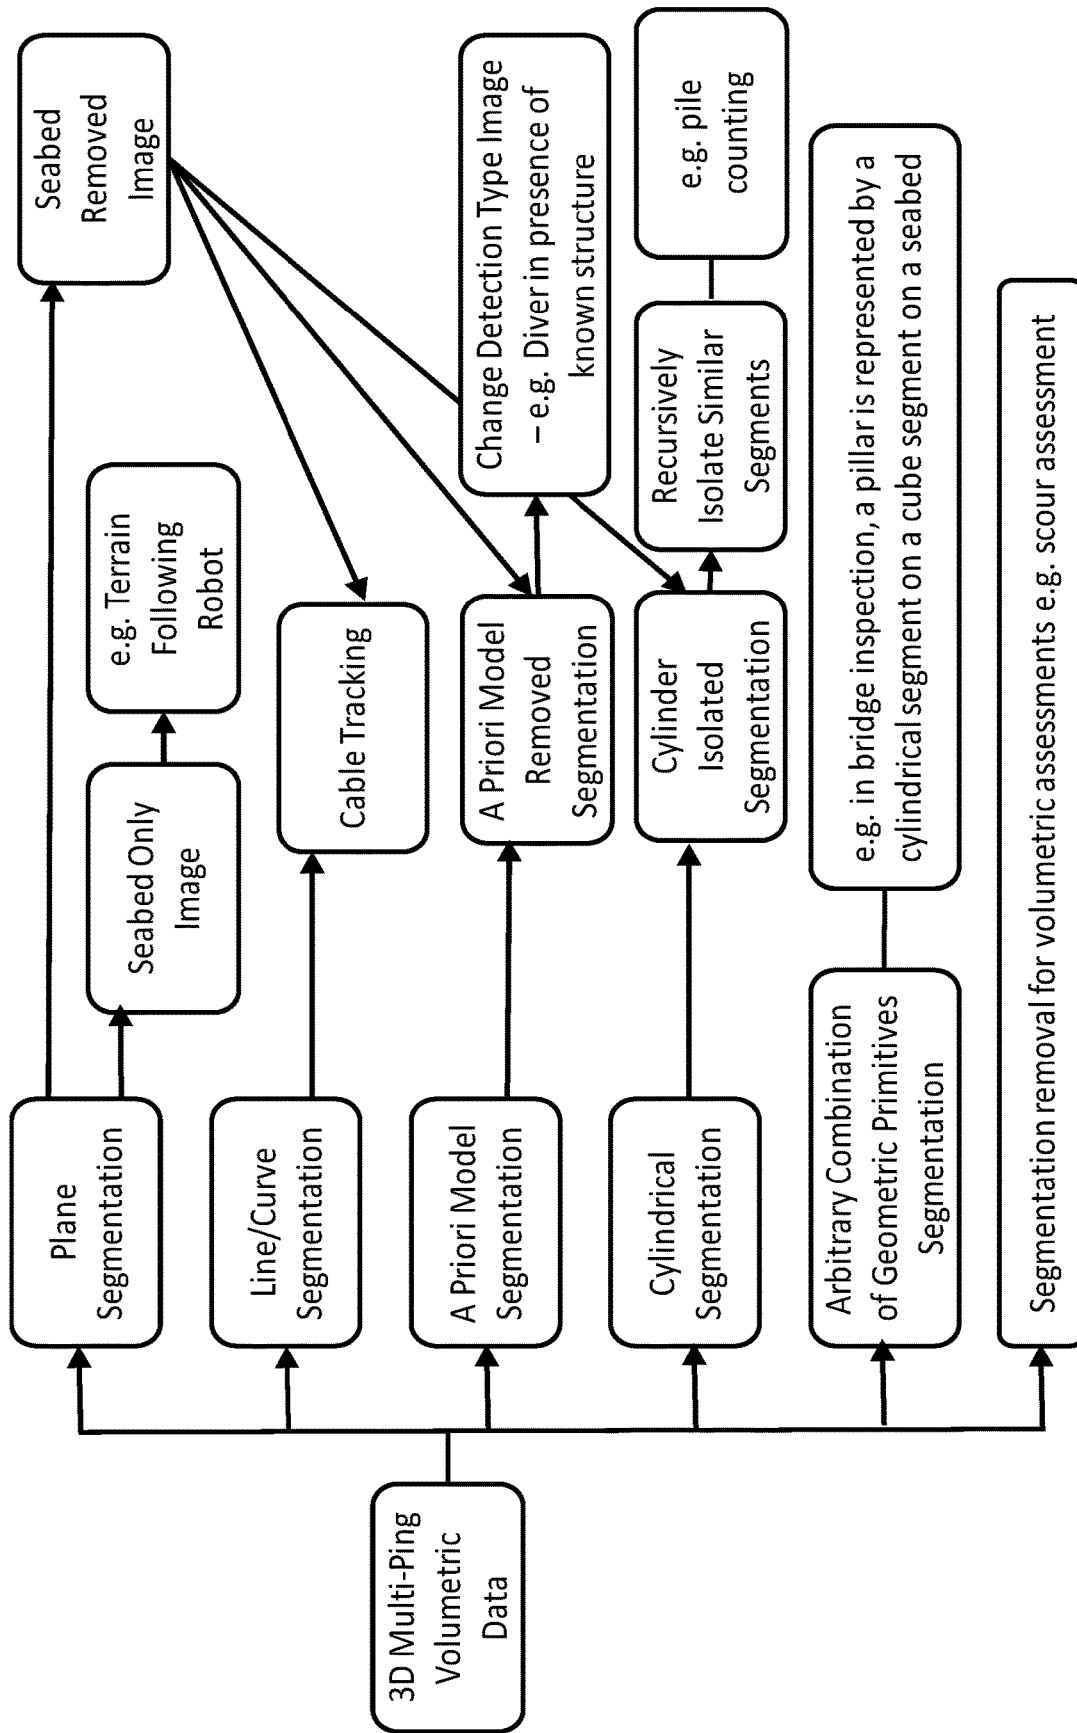 3D Multi-Ping
Volumetric
Data
Plane
Segmentation
Seabed Only
Image
e.g. Terrain
Following
Robot
Seabed
Removed
Image
Line/Curve
Segmentation
Cable Tracking
A Priori Model
Segmentation
A Priori Model
Removed
Segmentation
Change Detection Type Image
– e.g. Diver in presence of
known structure
Cylindrical
Segmentation
Cylinder
Isolated
Segmentation
Recursively
Isolate Similar
Segments
e.g. pile
counting
Arbitrary Combination
of Geometric Primitives
Segmentation
e.g. in bridge inspection, a pillar is represented by a
cylindrical segment on a cube segment on a seabed
Segmentation removal for volumetric assessments e.g. scour assessment